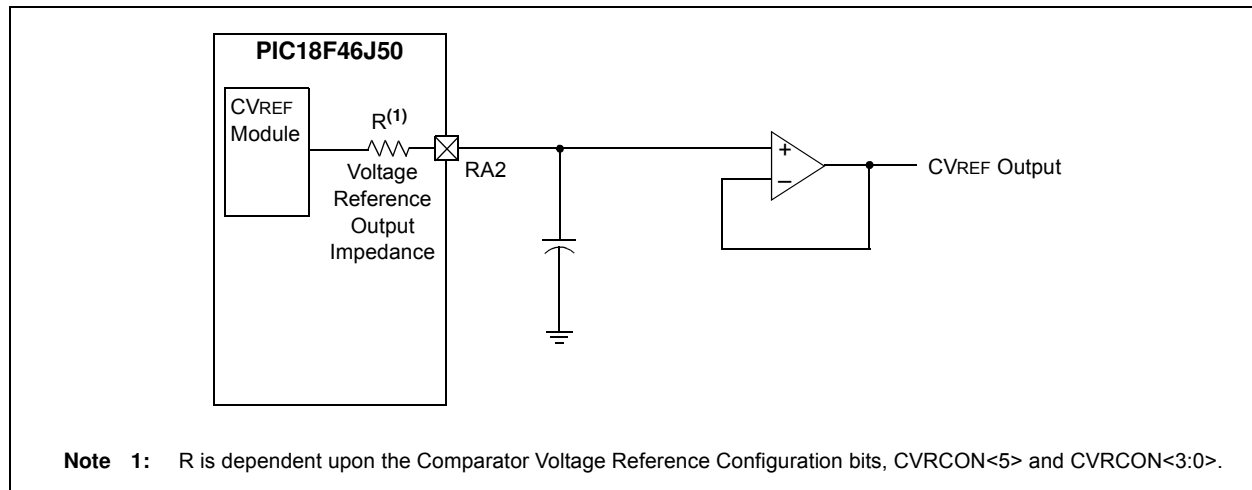 PIC18F46J50
CVREF
Module
R(1)
Voltage
Reference
Output
Impedance
RA2
+
–
CVREF Output
Note 1: R is dependent upon the Comparator Voltage Reference Configuration bits, CVRCON<5> and CVRCON<3:0>.